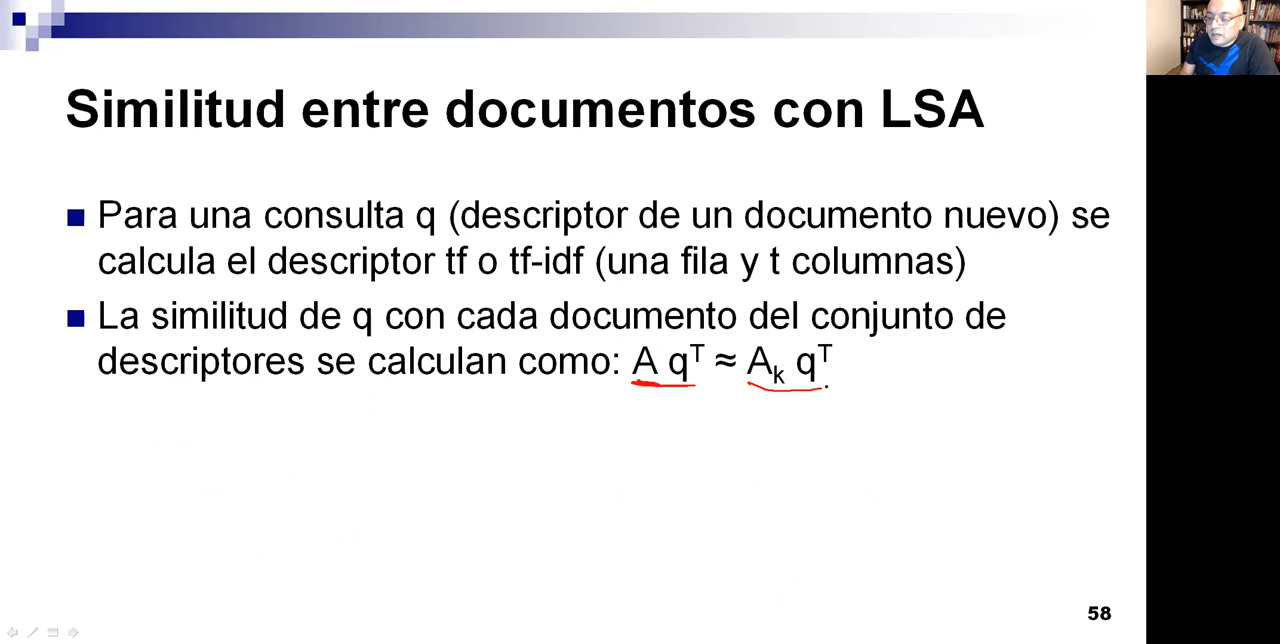 Similitud entre documentos con LSA
■ Para una consulta q (descriptor de un documento nuevo) se
calcula el descriptor tf o tf-idf (una fila y t columnas)
■ La similitud de q con cada documento del conjunto de
descriptores se calculan como: A qᵀ ≈ Aₖ qᵀ
58